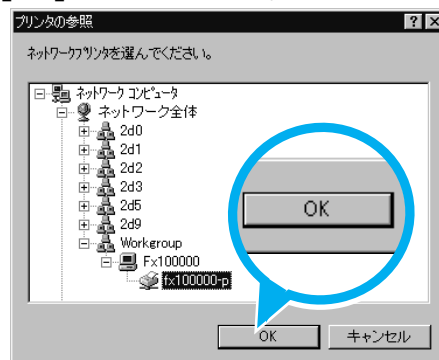 プリンタの参照
ネットワークプリンタを選んでください。
ネットワーク コンピュータ
ネットワーク全体
2d0
2d1
2d2
2d3
2d5
2d9
Workgroup
Fx100000
fx100000-p
OK
OK
キャンセル